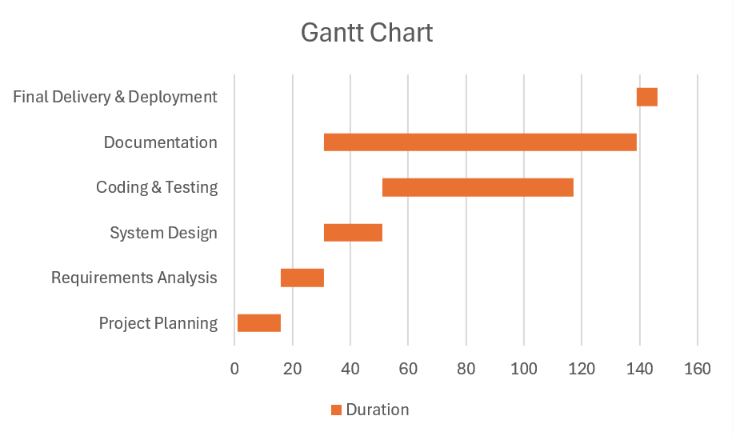 Gantt Chart
Final Delivery & Deployment
Documentation
Coding & Testing
System Design
Requirements Analysis
Project Planning
0 20 40 60 80 100 120 140 160
Duration